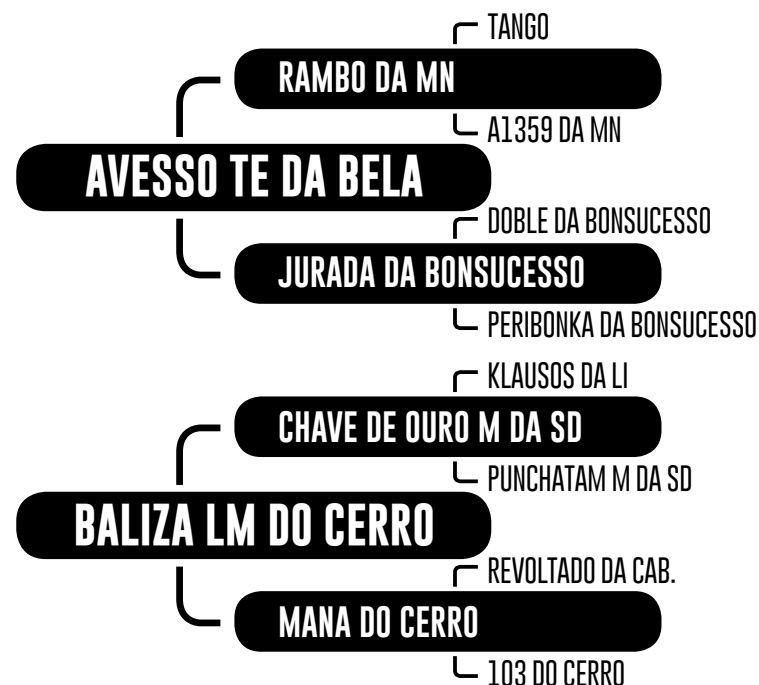 TANGO
RAMBO DA MN
A1359 DA MN
AVESSO TE DA BELA
DOBLE DA BONSUCESSO
JURADA DA BONSUCESSO
PERIBONKA DA BONSUCESSO
KLAUSOS DA LI
CHAVE DE OURO M DA SD
PUNCHATAM M DA SD
BALIZA LM DO CERRO
REVOLTADO DA CAB.
MANA DO CERRO
103 DO CERRO